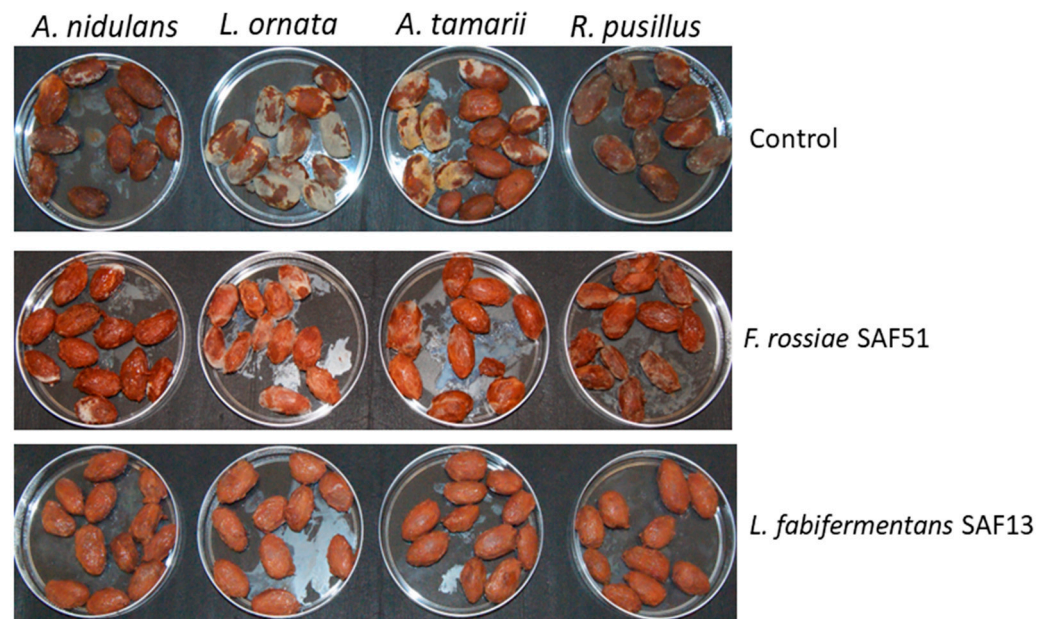 A. nidulans L. ornata A. tamarii R. pusillus
Control
F. rossiae SAF51
L. fabifermentans SAF13